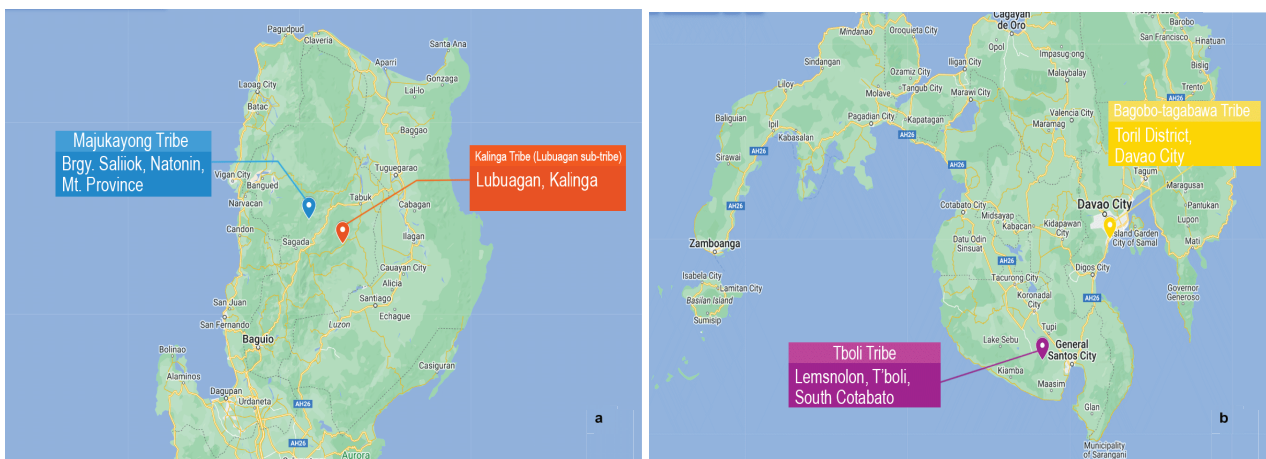 Pagudpud
Claveria
Santa Ana
Aparri
Gonzaga
Lal-lo
Laoag City
Batac
Baggao
Majukayong Tribe
Brgy. Saliiok, Natonin,
Mt. Province
Kalinga Tribe (Lubuagan sub-tribe)
Lubuagan, Kalinga
Tuguegarao
Vigan City
Bangued
Tabuk
Narvacan
Cabagan
Candon
Sagada
Ilagan
Cauayan City
Alicia
San Juan
Santiago
Echague
San Fernando
Luzon
Baguio
Bolinao
Casiguran
Alaminos
Dagupan
Urdaneta
AH26
AH26
Aurora
a
Cagayan
de Oro
Mindanao
Oroquieta City
Barobo
San Francisco
Hinatuan
Opol
Impasug-ong
Sindangan
Iligan City
Bisig
Ozamiz City
Malaybalay
Liloy
Tangub City
Trento
Molave
Marawi City
AH26
Baliguian
Pagadian City
Kapatagan
Valencia City
Ipil
Maramag
Kabasalan
AH26
Bagobo-tagabawa Tribe
Toril District,
Davao City
Sirawai
AH26
AH26
Tagum
Maragusan
AH26
Cotabato City
Davao City
Pantukan
Midsayap
Kidapawan
City
Lupon
Kabacan
Island Garden
City of Samal
Mati
Zamboanga
Datu Odin
Sinsuat
AH26
Digos City
Isabela City
Tacurong City
Lamitan City
Koronadal
City
AH26
Governor
Generoso
Basilan Island
Sumisip
Tupi
Lake Sebu
General
Santos City
Tboli Tribe
Lemsnolon, T'boli,
South Cotabato
Kiamba
Maasim
Glan
Municipality
of Sarangani
b